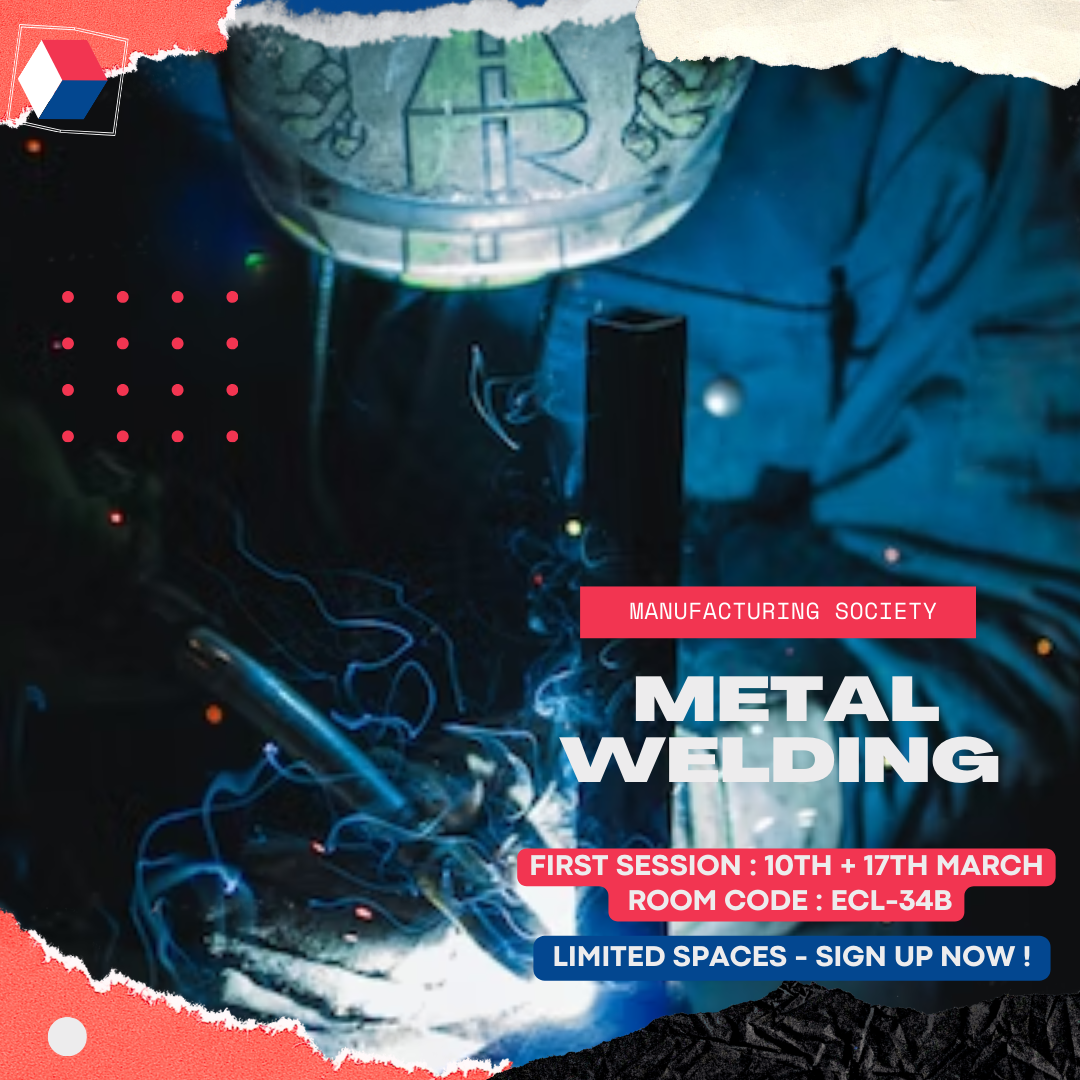 MANUFACTURING SOCIETY
METAL
WELDING
FIRST SESSION : 10TH + 17TH MARCH
ROOM CODE : ECL-34B
LIMITED SPACES - SIGN UP NOW !